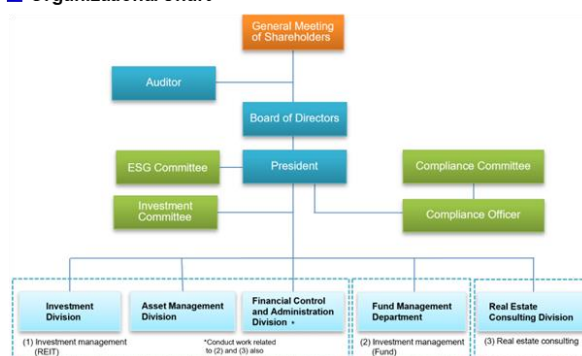 Organizational Chart
General Meeting
of Shareholders
Auditor
Board of Directors
ESG Committee
President
Compliance Committee
Investment
Committee
Compliance Officer
Investment
Division
Asset Management
Division
Financial Control
and Administration
Division *
Fund Management
Department
Real Estate
Consulting Division
(1) Investment management
(REIT)
*Conduct work related
to (2) and (3) also
(2) Investment management
(Fund)
(3) Real estate consulting